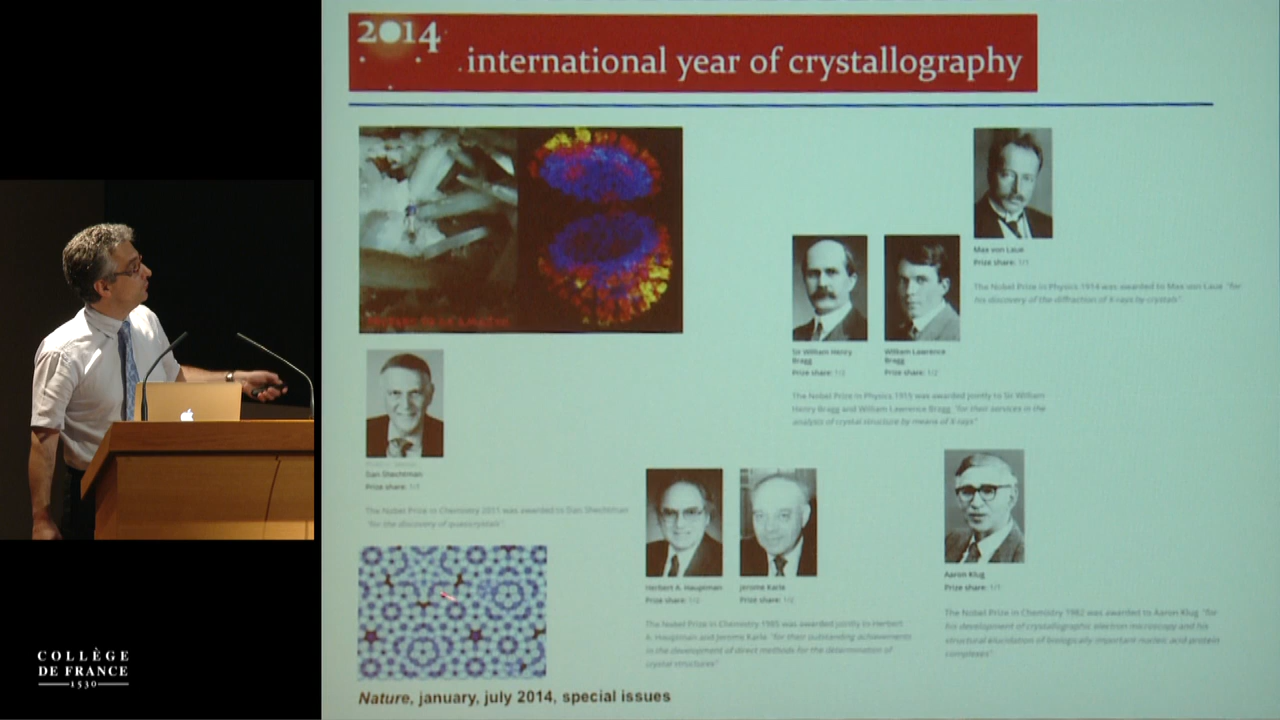 2014
international year of crystallography
Max von Laue
Prize share: 1/1
The Nobel Prize in Physics 1914 was awarded to Max von Laue "for
his discovery of the diffraction of X-rays by crystals".
Sir William Henry
Bragg
Prize share: 1/2
William Lawrence
Bragg
Prize share: 1/2
The Nobel Prize in Physics 1915 was awarded jointly to Sir William
Henry Bragg and William Lawrence Bragg "for their services in the
analysis of crystal structure by means of X-rays"
Dan Shechtman
Prize share: 1/1
The Nobel Prize in Chemistry 2011 was awarded to Dan Shechtman
"for the discovery of quasicrystals".
Herbert A. Hauptman
Prize share: 1/2
Jerome Karle
Prize share: 1/2
The Nobel Prize in Chemistry 1985 was awarded jointly to Herbert
A. Hauptman and Jerome Karle "for their outstanding achievements
in the development of direct methods for the determination of
crystal structures"
Aaron Klug
Prize share: 1/1
The Nobel Prize in Chemistry 1982 was awarded to Aaron Klug "for
his development of crystallographic electron microscopy and his
structural elucidation of biologically important nucleic acid-protein
complexes"
Nature, january, july 2014, special issues
COLLÈGE
DE FRANCE
1530